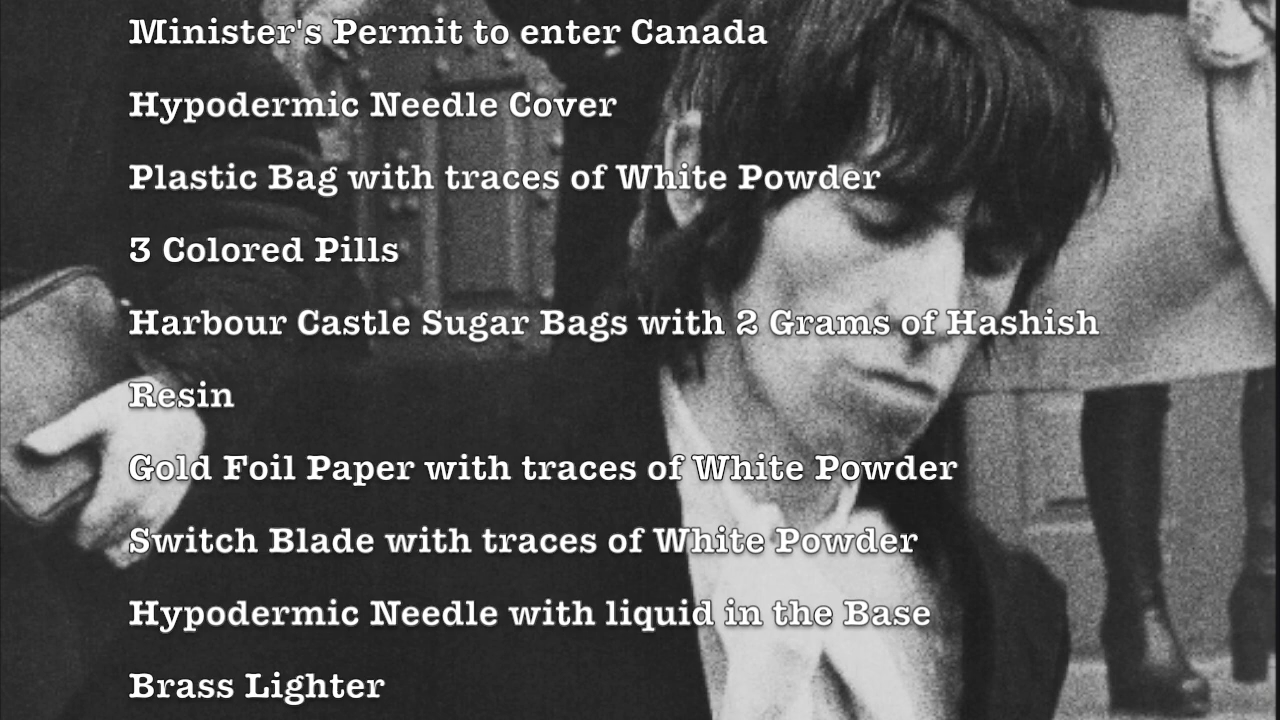 Minister's Permit to enter Canada
Hypodermic Needle Cover
Plastic Bag with traces of White Powder
3 Colored Pills
Harbour Castle Sugar Bags with 2 Grams of Hashish
Resin
Gold Foil Paper with traces of White Powder
Switch Blade with traces of White Powder
Hypodermic Needle with liquid in the Base
Brass Lighter